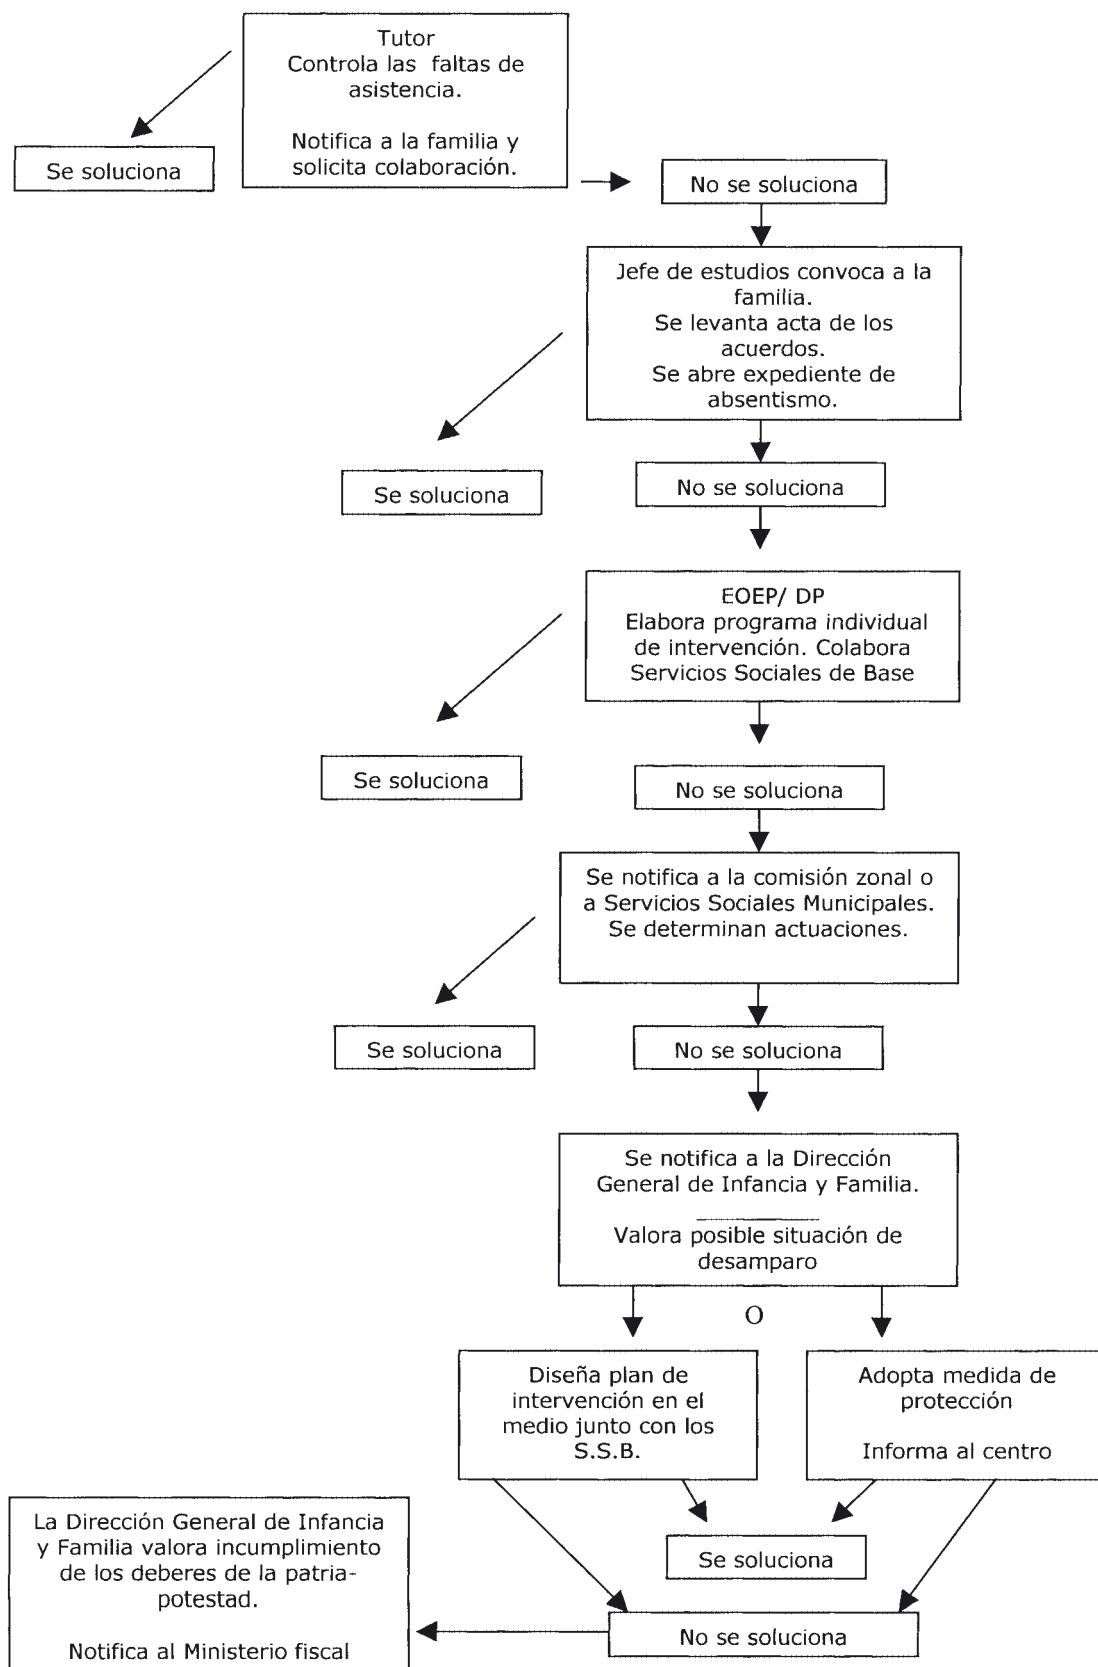 Tutor
Controla las faltas de
asistencia.
Notifica a la familia y
solicita colaboración.
Se soluciona
No se soluciona
Jefe de estudios convoca a la
familia.
Se levanta acta de los
acuerdos.
Se abre expediente de
absentismo.
Se soluciona
No se soluciona
EOEP/ DP
Elabora programa individual
de intervención. Colabora
Servicios Sociales de Base
Se soluciona
No se soluciona
Se notifica a la comisión zonal o
a Servicios Sociales Municipales.
Se determinan actuaciones.
Se soluciona
No se soluciona
Se notifica a la Dirección
General de Infancia y Familia.
Valora posible situación de
desamparo
O
Diseña plan de
intervención en el
medio junto con los
S.S.B.
Adopta medida de
protección
Informa al centro
Se soluciona
No se soluciona
La Dirección General de Infancia
y Familia valora incumplimiento
de los deberes de la patria-
potestad.
Notifica al Ministerio fiscal